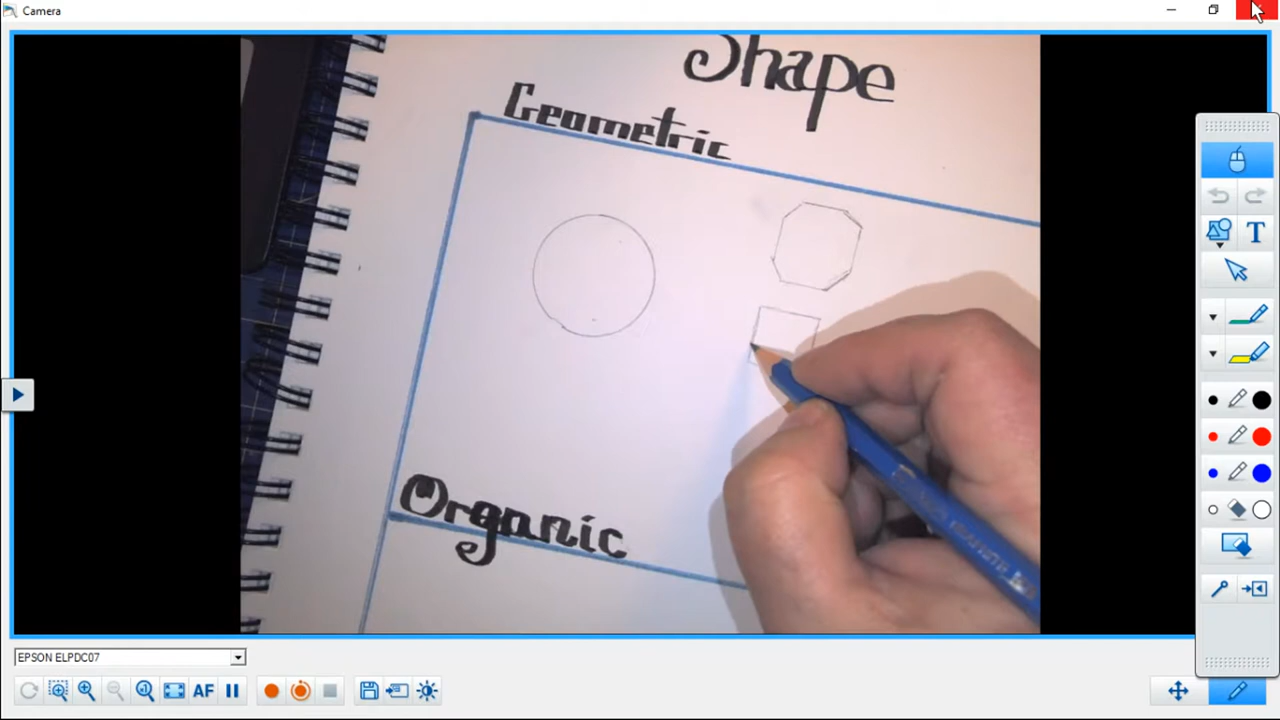 Camera
Shape
Geometric
Organic
T
EPSON ELPDC07
AF